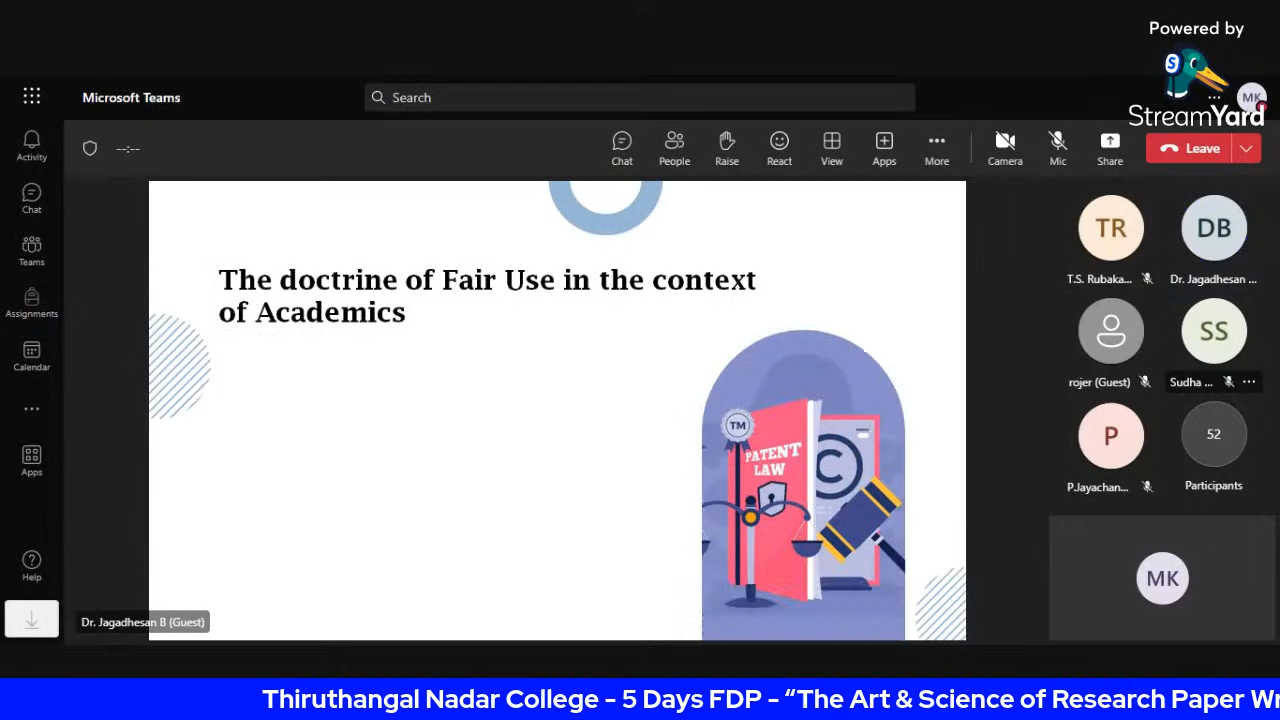 Powered by
StreamYard
Microsoft Teams
Search
MK
--:--
Chat
People
Raise
React
View
Apps
More
Camera
Mic
Share
Leave
Activity
Chat
Teams
Assignments
Calendar
Apps
Help
The doctrine of Fair Use in the context
of Academics
TM
PATENT
LAW
C
TR
T.S. Rubaka...
DB
Dr. Jagadhesan ...
rojer (Guest)
SS
Sudha ...
P
P.Jayachan...
52
Participants
MK
Dr. Jagadhesan B (Guest)
Thiruthangal Nadar College - 5 Days FDP - “The Art & Science of Research Paper Wr